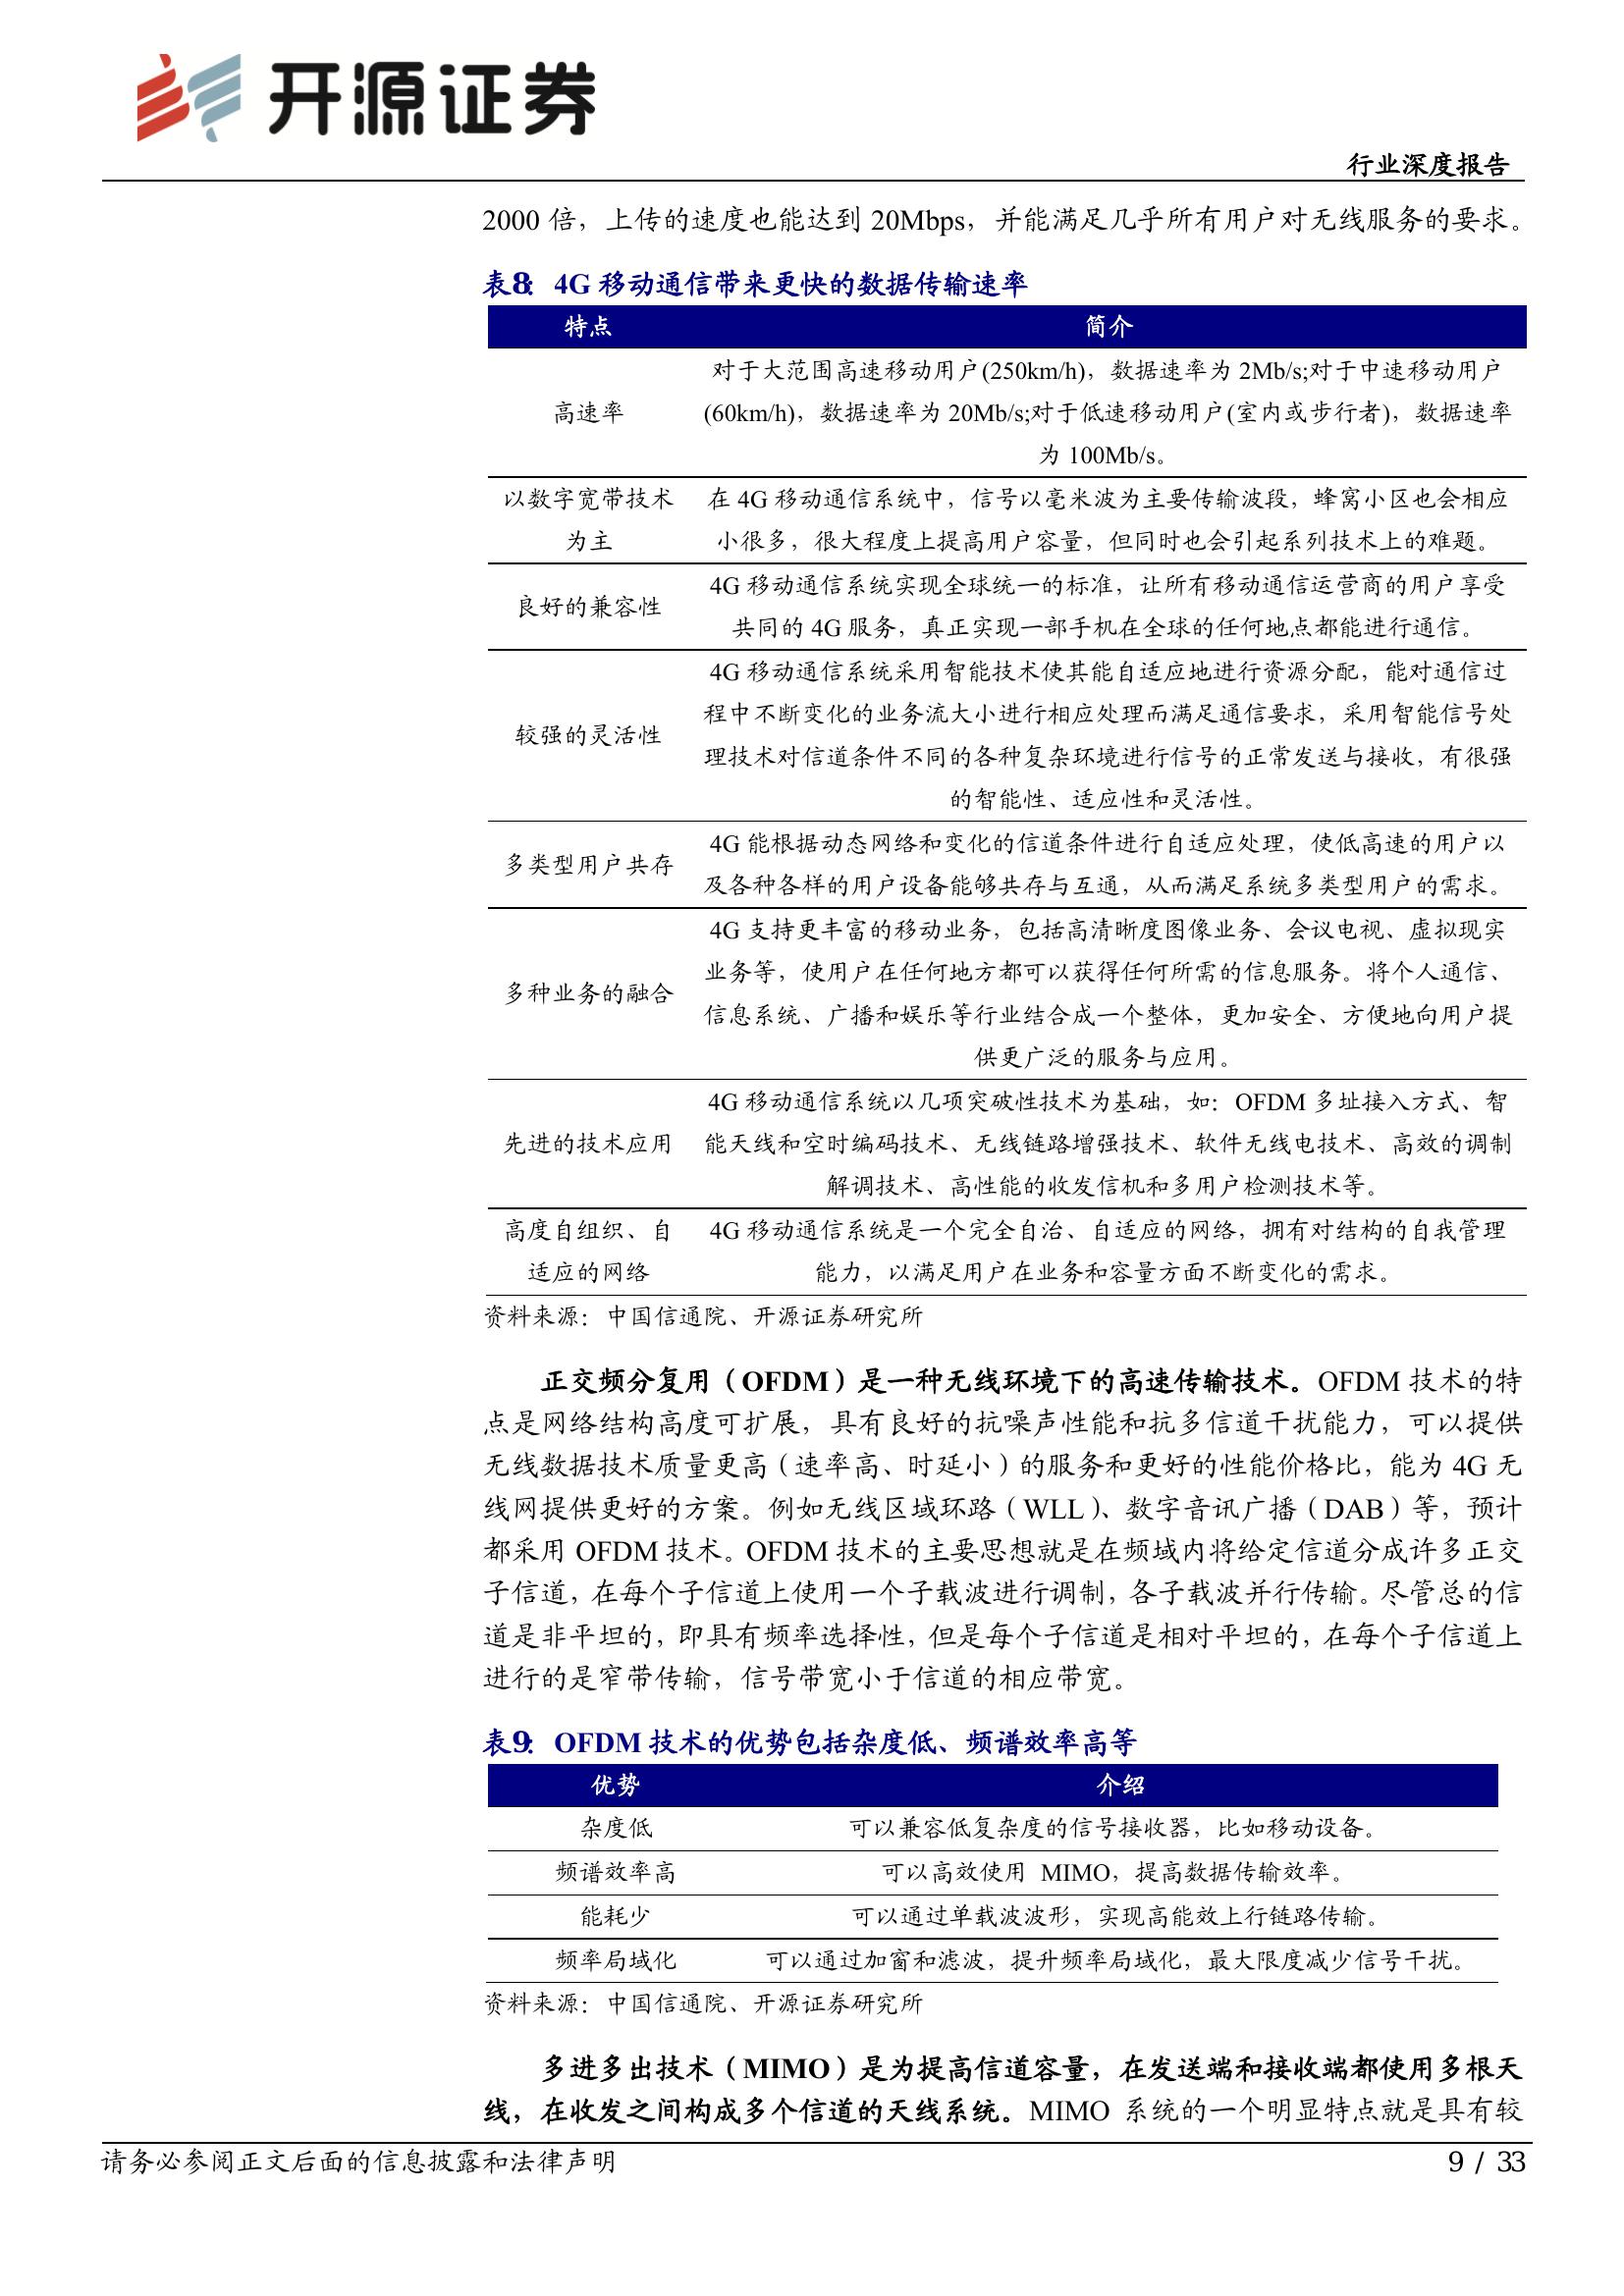 开源证券
行业深度报告
2000 倍，上传的速度也能达到 20Mbps，并能满足几乎所有用户对无线服务的要求。
表8： 4G 移动通信带来更快的数据传输速率
特点 简介
对于大范围高速移动用户(250km/h)，数据速率为 2Mb/s;对于中速移动用户
高速率 (60km/h)，数据速率为 20Mb/s;对于低速移动用户(室内或步行者)，数据速率
为 100Mb/s。
以数字宽带技术 在 4G 移动通信系统中，信号以毫米波为主要传输波段，蜂窝小区也会相应
为主 小很多，很大程度上提高用户容量，但同时也会引起系列技术上的难题。
4G 移动通信系统实现全球统一的标准，让所有移动通信运营商的用户享受
良好的兼容性
共同的 4G 服务，真正实现一部手机在全球的任何地点都能进行通信。
4G 移动通信系统采用智能技术使其能自适应地进行资源分配，能对通信过
程中不断变化的业务流大小进行相应处理而满足通信要求，采用智能信号处
较强的灵活性
理技术对信道条件不同的各种复杂环境进行信号的正常发送与接收，有很强
的智能性、适应性和灵活性。
4G 能根据动态网络和变化的信道条件进行自适应处理，使低高速的用户以
多类型用户共存
及各种各样的用户设备能够共存与互通，从而满足系统多类型用户的需求。
4G 支持更丰富的移动业务，包括高清晰度图像业务、会议电视、虚拟现实
业务等，使用户在任何地方都可以获得任何所需的信息服务。将个人通信、
多种业务的融合
信息系统、广播和娱乐等行业结合成一个整体，更加安全、方便地向用户提
供更广泛的服务与应用。
4G 移动通信系统以几项突破性技术为基础，如：OFDM 多址接入方式、智
先进的技术应用 能天线和空时编码技术、无线链路增强技术、软件无线电技术、高效的调制
解调技术、高性能的收发信机和多用户检测技术等。
高度自组织、自 4G 移动通信系统是一个完全自治、自适应的网络，拥有对结构的自我管理
适应的网络 能力，以满足用户在业务和容量方面不断变化的需求。
资料来源：中国信通院、开源证券研究所
正交频分复用（OFDM）是一种无线环境下的高速传输技术。OFDM 技术的特
点是网络结构高度可扩展，具有良好的抗噪声性能和抗多信道干扰能力，可以提供
无线数据技术质量更高（速率高、时延小）的服务和更好的性能价格比，能为 4G 无
线网提供更好的方案。例如无线区域环路（WLL）、数字音讯广播（DAB）等，预计
都采用 OFDM 技术。OFDM 技术的主要思想就是在频域内将给定信道分成许多正交
子信道，在每个子信道上使用一个子载波进行调制，各子载波并行传输。尽管总的信
道是非平坦的，即具有频率选择性，但是每个子信道是相对平坦的，在每个子信道上
进行的是窄带传输，信号带宽小于信道的相应带宽。
表9： OFDM 技术的优势包括杂度低、频谱效率高等
优势 介绍
杂度低 可以兼容低复杂度的信号接收器，比如移动设备。
频谱效率高 可以高效使用 MIMO，提高数据传输效率。
能耗少 可以通过单载波波形，实现高能效上行链路传输。
频率局域化 可以通过加窗和滤波，提升频率局域化，最大限度减少信号干扰。
资料来源：中国信通院、开源证券研究所
多进多出技术（MIMO）是为提高信道容量，在发送端和接收端都使用多根天
线，在收发之间构成多个信道的天线系统。MIMO 系统的一个明显特点就是具有较
请务必参阅正文后面的信息披露和法律声明 9 / 33